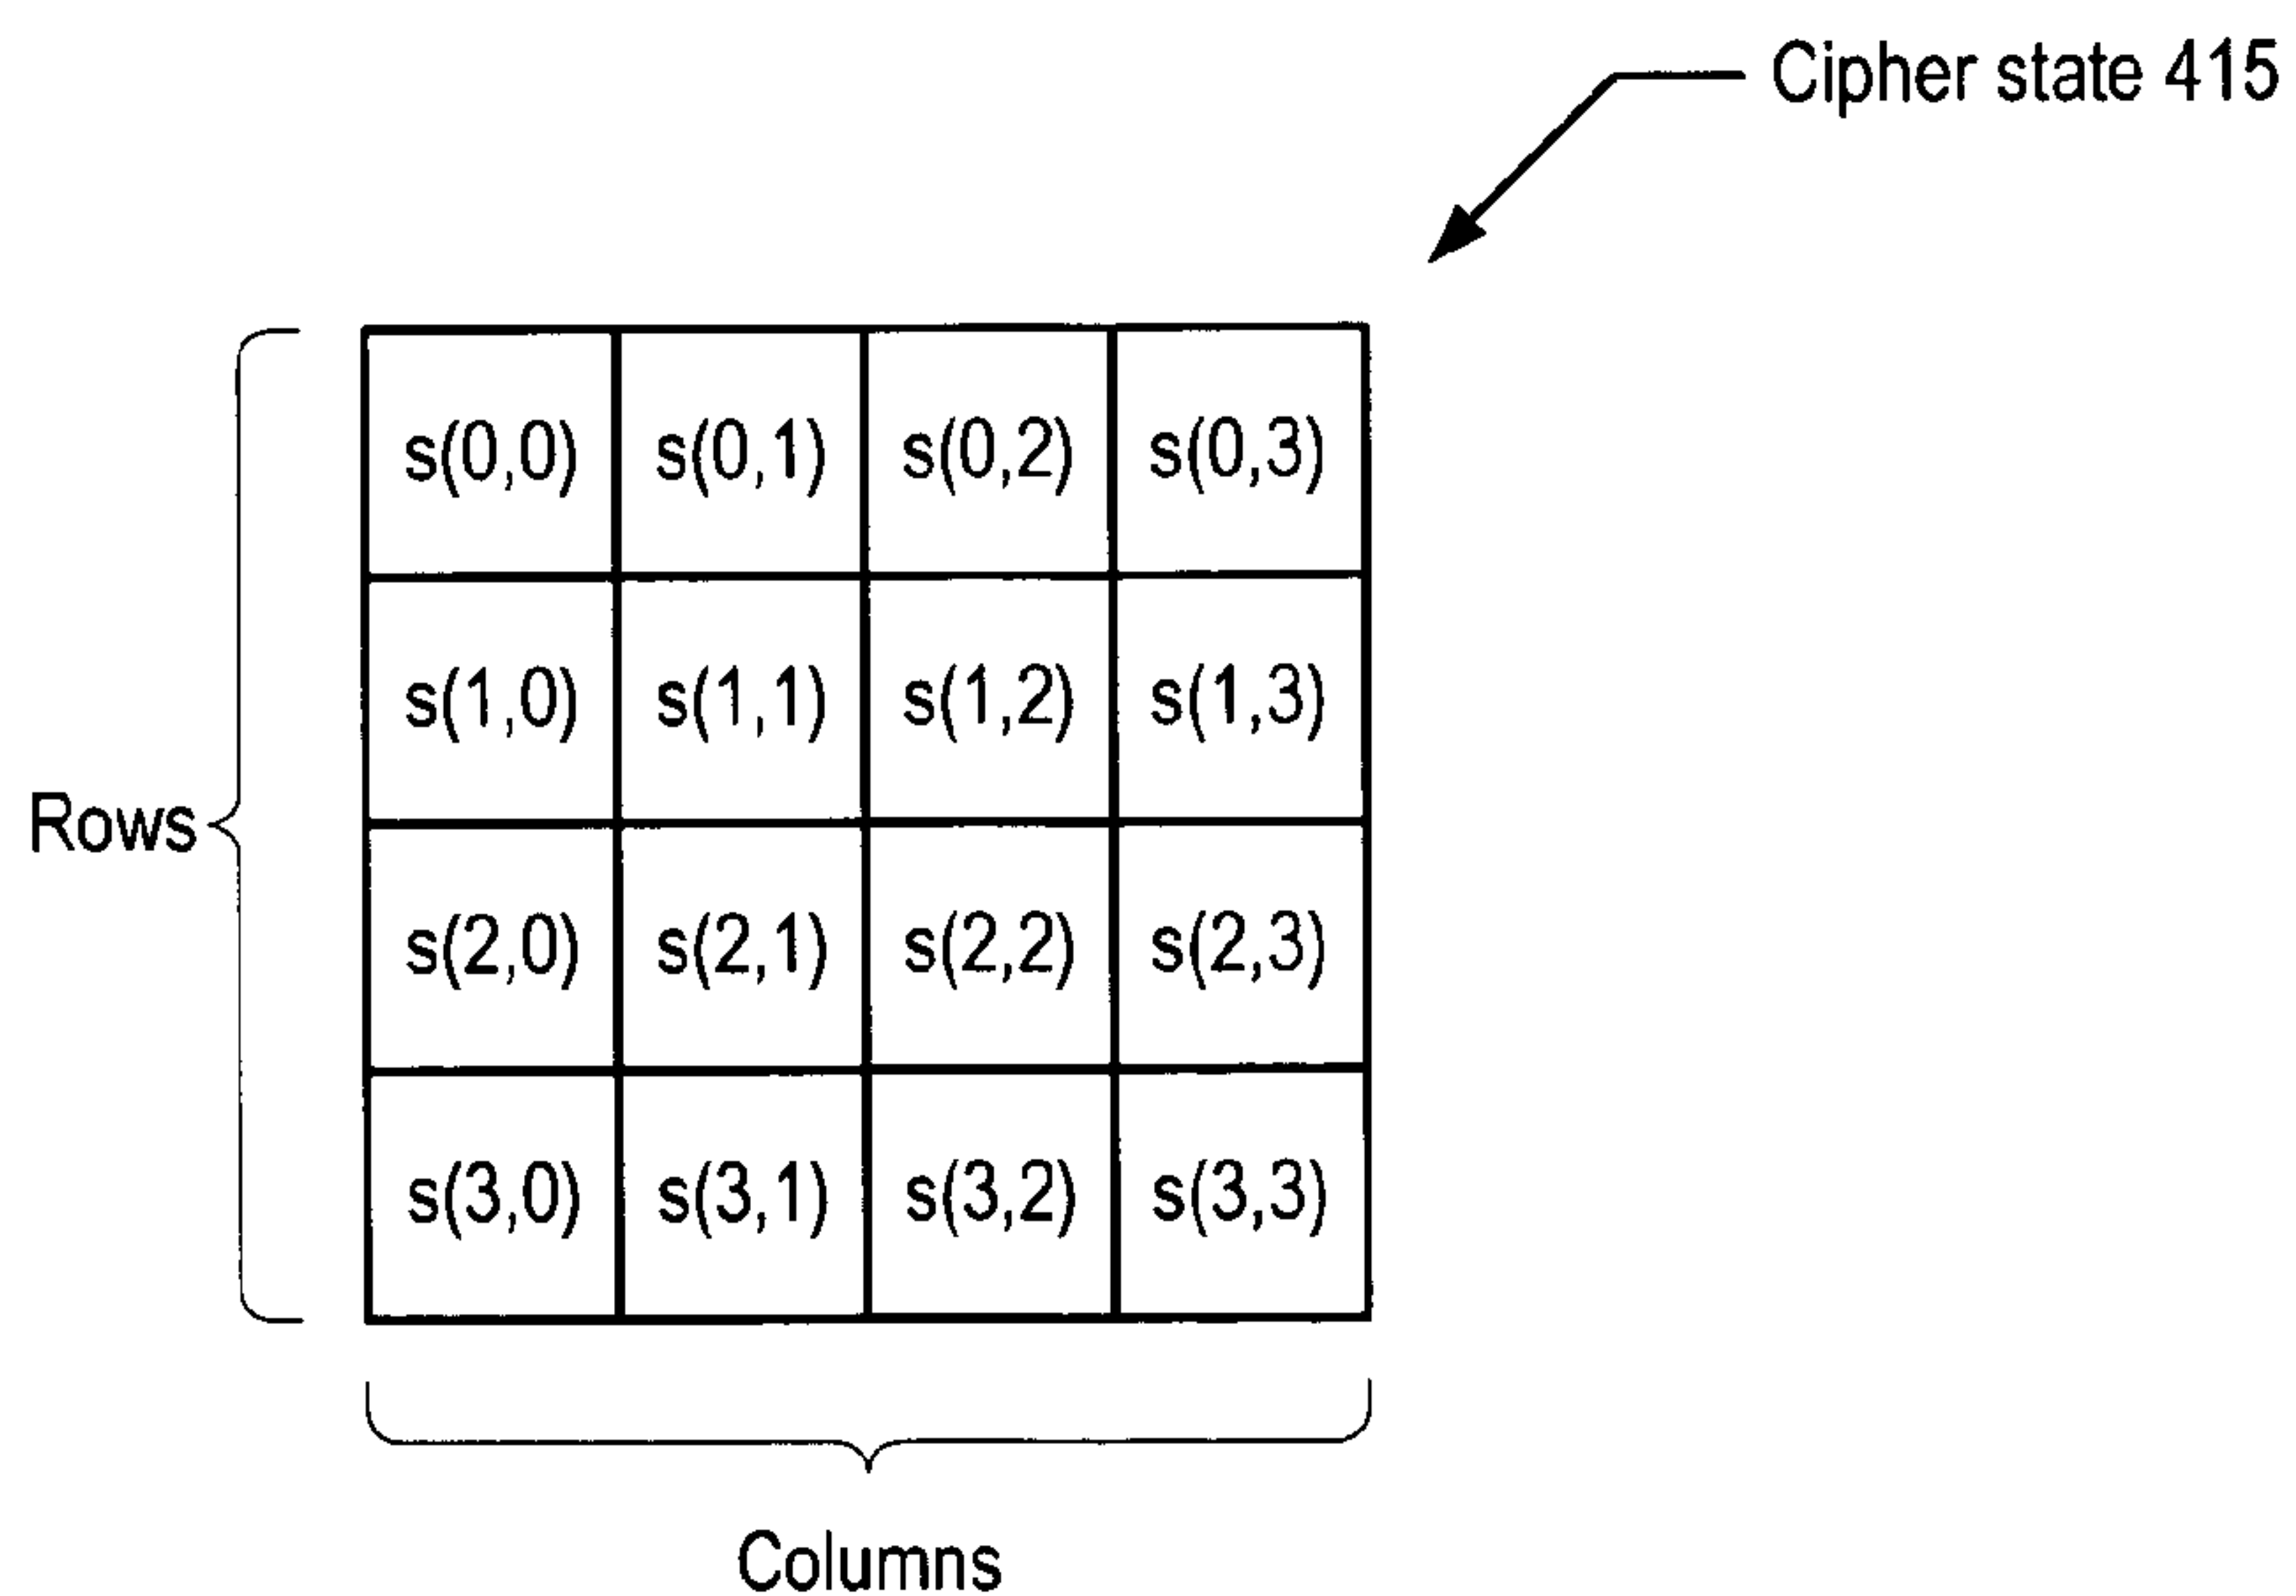 Cipher state 415
s(0,0) s(0,1) s(0,2) s(0,3)
s(1,0) s(1,1) s(1,2) s(1,3)
Rows
s(2,0) s(2,1) s(2,2) s(2,3)
s(3,0) s(3,1) s(3,2) s(3,3)
Columns